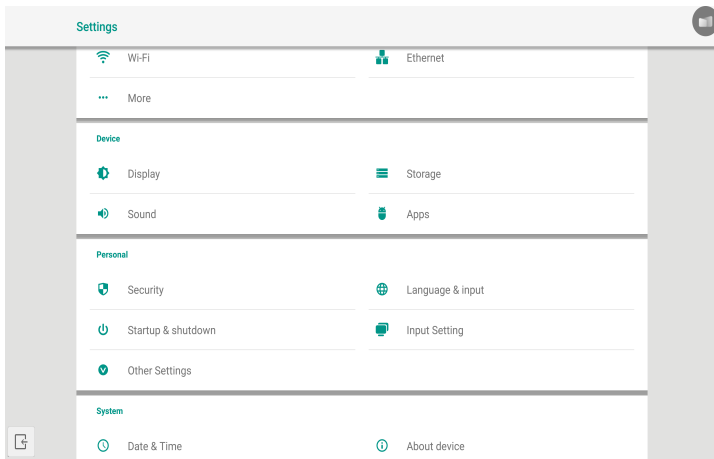 Settings
Wi-Fi
Ethernet
More
Device
Display
Storage
Sound
Apps
Personal
Security
Language & input
Startup & shutdown
Input Setting
Other Settings
System
Date & Time
About device